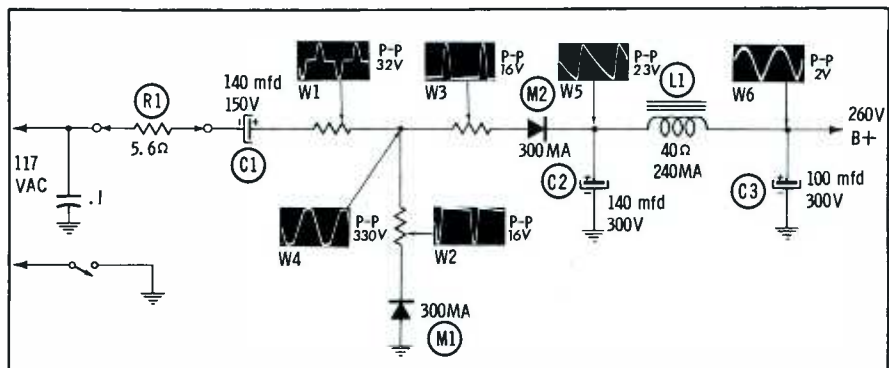 P-P
32V
W1
P-P
16V
W3
M2
P-P
23V
W5
L1
P-P
2V
W6
140 mfd
150V
R1
5.6Ω
C1
300 MA
40Ω
240MA
260V
B+
117
VAC
.1
C2
140 mfd
300V
C3
100 mfd
300V
P-P
330V
W4
P-P
16V
W2
300MA
M1